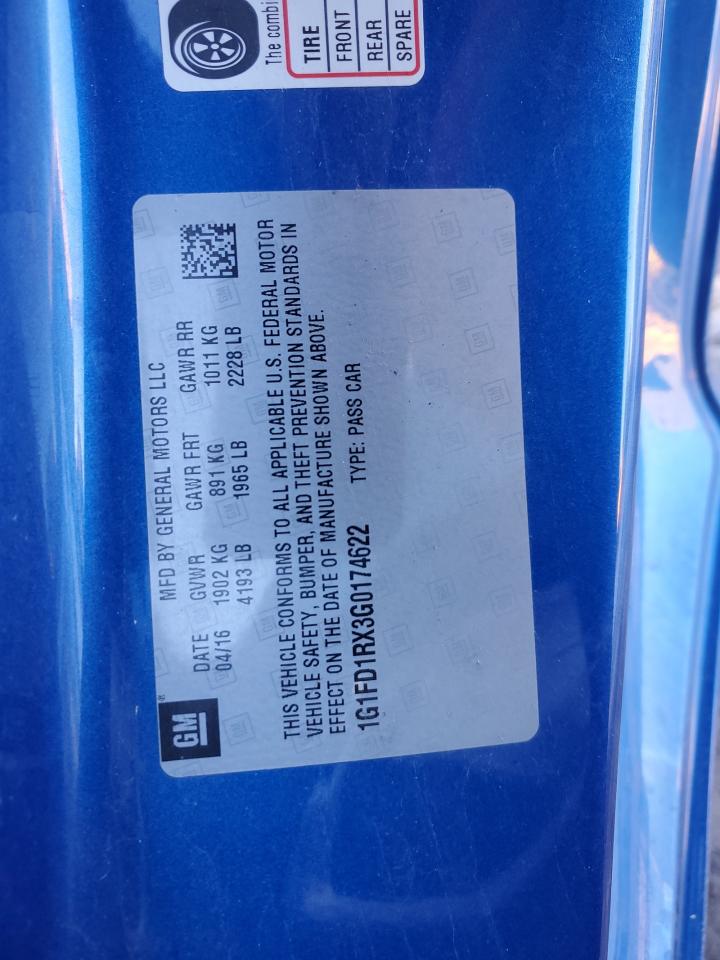 MFD BY GENERAL MOTORS LLC
GM®
DATE GVWR GAWR FRT GAWR RR
04/16 1902 KG 891 KG 1011 KG
4193 LB 1965 LB 2228 LB
THIS VEHICLE CONFORMS TO ALL APPLICABLE U.S. FEDERAL MOTOR
VEHICLE SAFETY, BUMPER, AND THEFT PREVENTION STANDARDS IN
EFFECT ON THE DATE OF MANUFACTURE SHOWN ABOVE.
1G1FD1RX3G0174622 TYPE: PASS CAR
The combi
TIRE
FRONT
REAR
SPARE